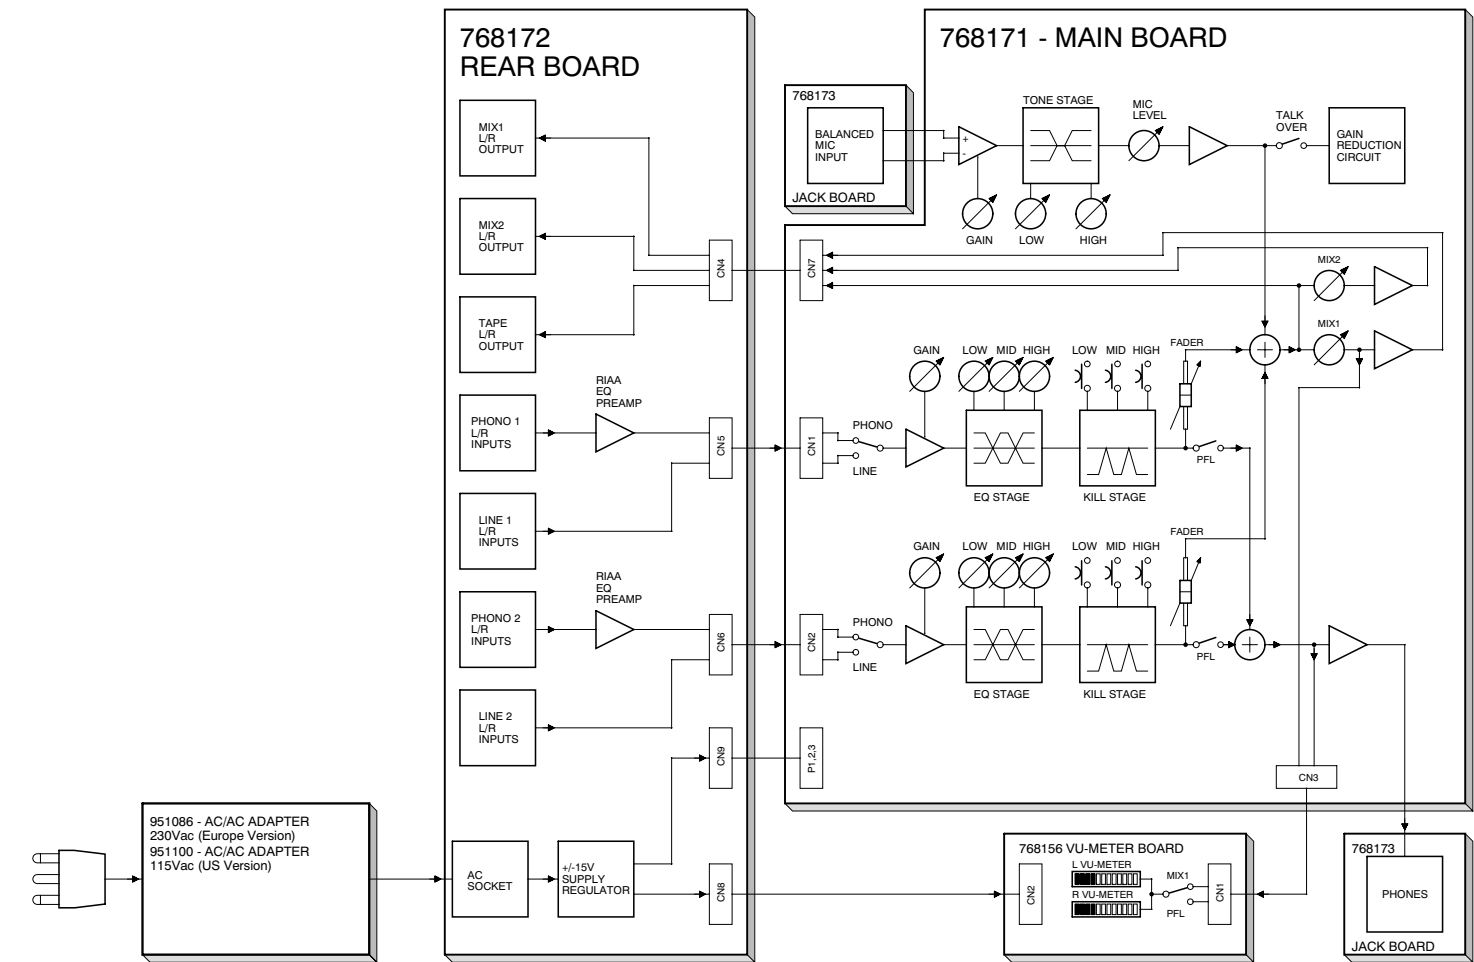 768172
REAR BOARD
MIX1
L/R
OUTPUT
MIX2
L/R
OUTPUT
TAPE
L/R
OUTPUT
PHONO 1
L/R
INPUTS
RIAA
EQ
PREAMP
LINE 1
L/R
INPUTS
PHONO 2
L/R
INPUTS
RIAA
EQ
PREAMP
LINE 2
L/R
INPUTS
CN4
CN5
CN6
CN9
CN8
AC
SOCKET
+/-15V
SUPPLY
REGULATOR
951086 - AC/AC ADAPTER
230Vac (Europe Version)
951100 - AC/AC ADAPTER
115Vac (US Version)
768171 - MAIN BOARD
768173
BALANCED
MIC
INPUT
JACK BOARD
+
-
GAIN
TONE STAGE
LOW
HIGH
MIC
LEVEL
TALK
OVER
GAIN
REDUCTION
CIRCUIT
CN7
MIX2
MIX1
CN1
PHONO
LINE
GAIN
LOW MID HIGH
EQ STAGE
LOW MID HIGH
KILL STAGE
FADER
PFL
CN2
PHONO
LINE
GAIN
LOW MID HIGH
EQ STAGE
LOW MID HIGH
KILL STAGE
FADER
PFL
P1,2,3
CN3
768156 VU-METER BOARD
CN2
L VU-METER
R VU-METER
MIX1
PFL
CN1
768173
PHONES
JACK BOARD